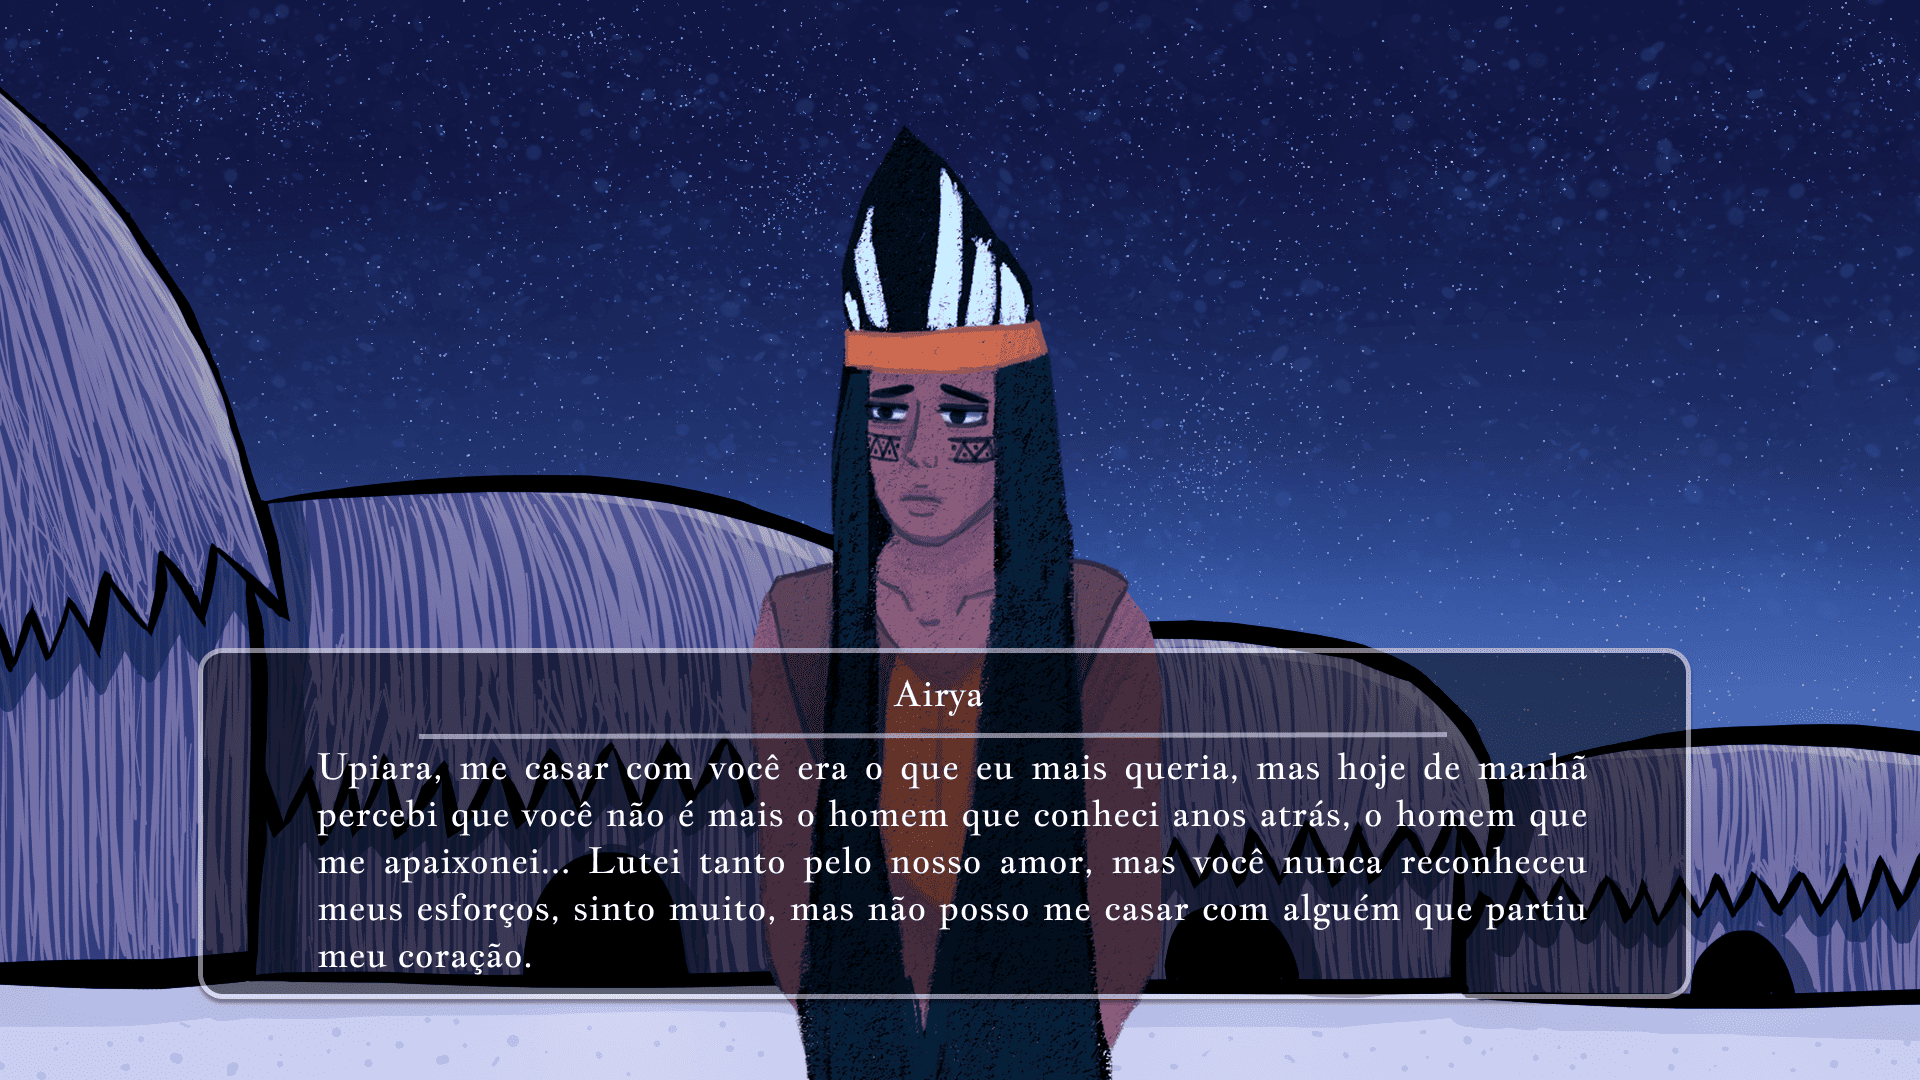 Airya
Upiara, me casar com você era o que eu mais queria, mas hoje de manhã
percebi que você não é mais o homem que conheci anos atrás, o homem que
me apaixonei... Lutei tanto pelo nosso amor, mas você nunca reconheceu
meus esforços, sinto muito, mas não posso me casar com alguém que partiu
meu coração.